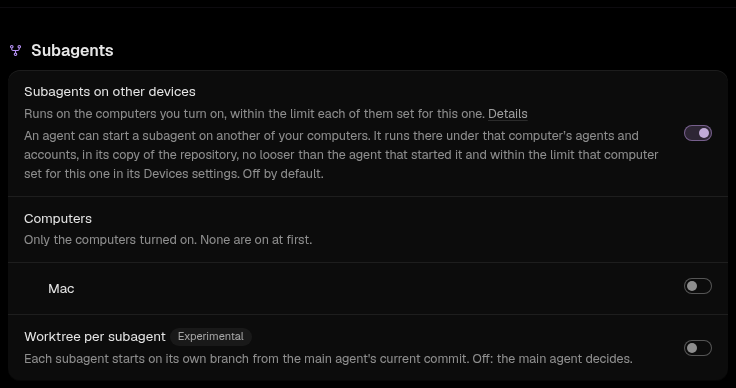 Subagents
Subagents on other devices
Runs on the computers you turn on, within the limit each of them set for this one. Details
An agent can start a subagent on another of your computers. It runs there under that computer's agents and
accounts, in its copy of the repository, no looser than the agent that started it and within the limit that computer
set for this one in its Devices settings. Off by default.
Computers
Only the computers turned on. None are on at first.
Mac
Worktree per subagent Experimental
Each subagent starts on its own branch from the main agent's current commit. Off: the main agent decides.